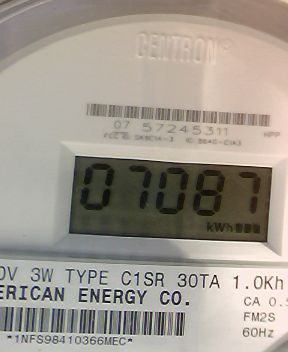 CENTRON®
07 57245311
HPP
07087
kWh
0V 3W TYPE C1SR 30TA 1.0Kh
ERICAN ENERGY CO.
CA 0.5
FM2S
60Hz
*1NFS98410366MEC*